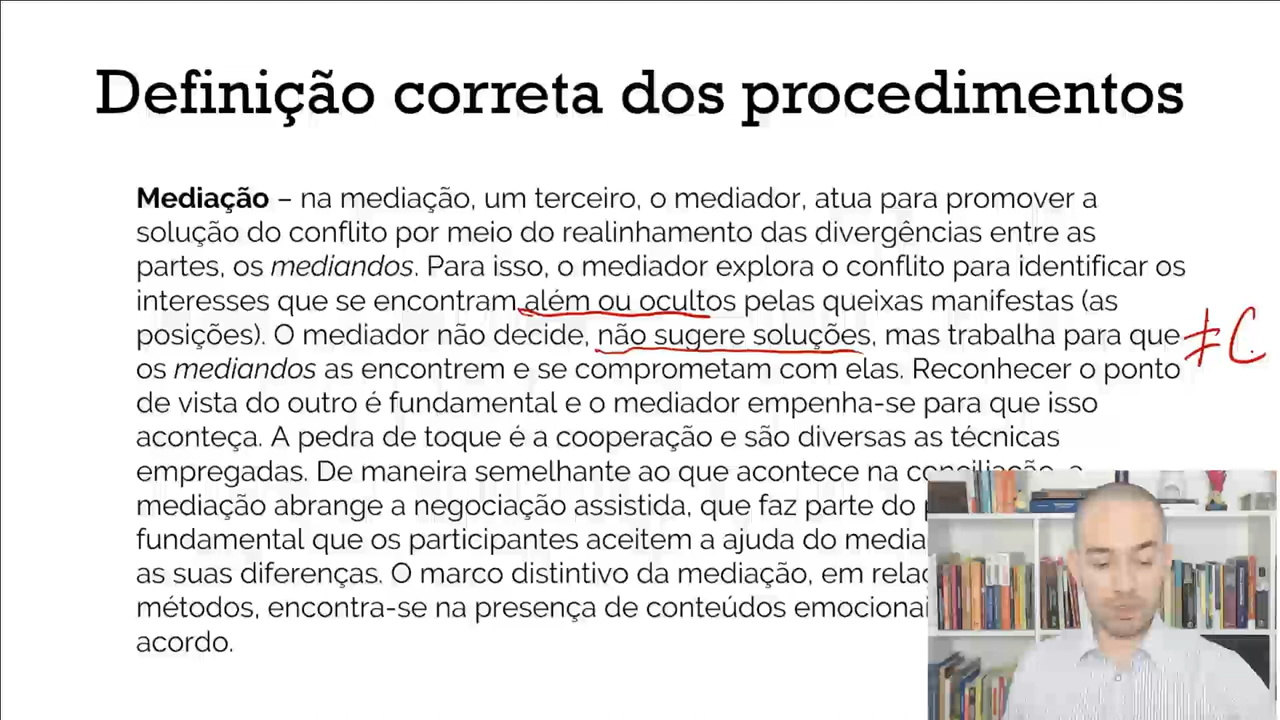 Definição correta dos procedimentos
Mediação – na mediação, um terceiro, o mediador, atua para promover a
solução do conflito por meio do realinhamento das divergências entre as
partes, os mediandos. Para isso, o mediador explora o conflito para identificar os
interesses que se encontram além ou ocultos pelas queixas manifestas (as
posições). O mediador não decide, não sugere soluções, mas trabalha para que
≠ C
os mediandos as encontrem e se comprometam com elas. Reconhecer o ponto
de vista do outro é fundamental e o mediador empenha-se para que isso
aconteça. A pedra de toque é a cooperação e são diversas as técnicas
empregadas. De maneira semelhante ao que acontece na conciliação, a
mediação abrange a negociação assistida, que faz parte do
fundamental que os participantes aceitem a ajuda do
as suas diferenças. O marco distintivo da mediação, em
métodos, encontra-se na presença de conteúdos
acordo.